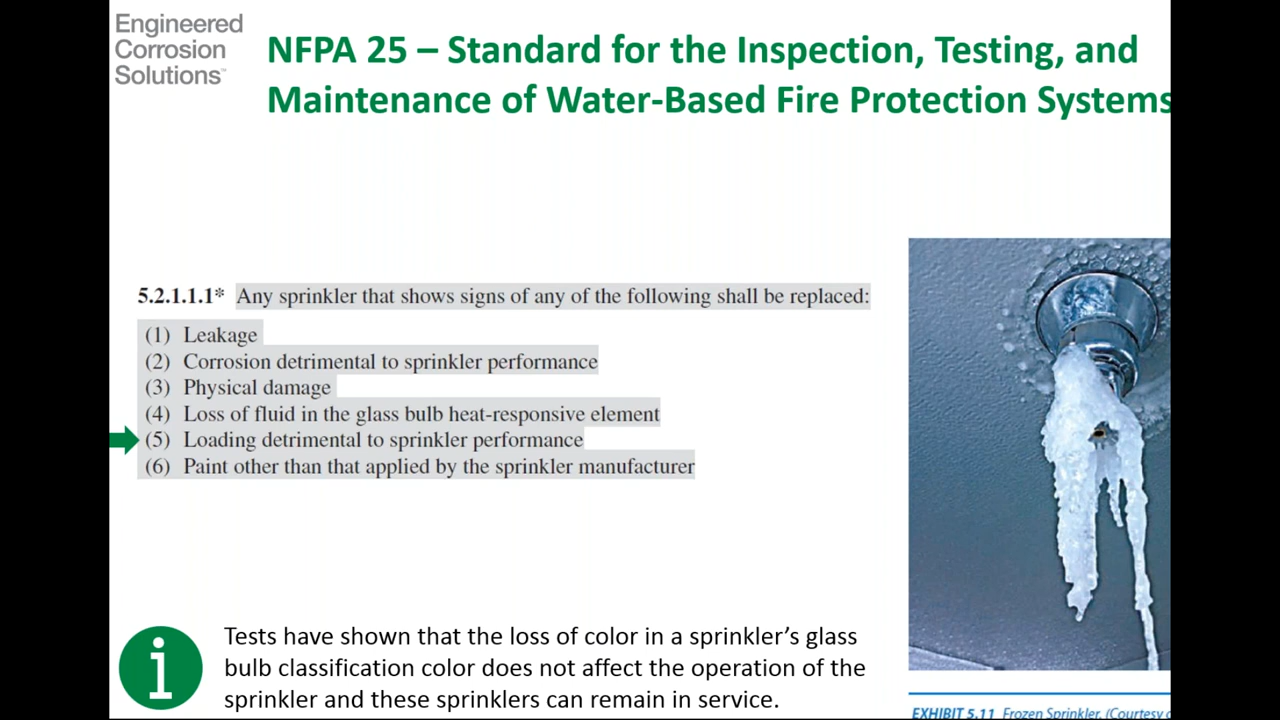 Engineered
Corrosion
Solutions™
NFPA 25 – Standard for the Inspection, Testing, and
Maintenance of Water-Based Fire Protection Systems
5.2.1.1.1* Any sprinkler that shows signs of any of the following shall be replaced:
(1) Leakage
(2) Corrosion detrimental to sprinkler performance
(3) Physical damage
(4) Loss of fluid in the glass bulb heat-responsive element
(5) Loading detrimental to sprinkler performance
(6) Paint other than that applied by the sprinkler manufacturer
i
Tests have shown that the loss of color in a sprinkler’s glass
bulb classification color does not affect the operation of the
sprinkler and these sprinklers can remain in service.
EXHIBIT 5.11 Frozen Sprinkler. (Courtesy